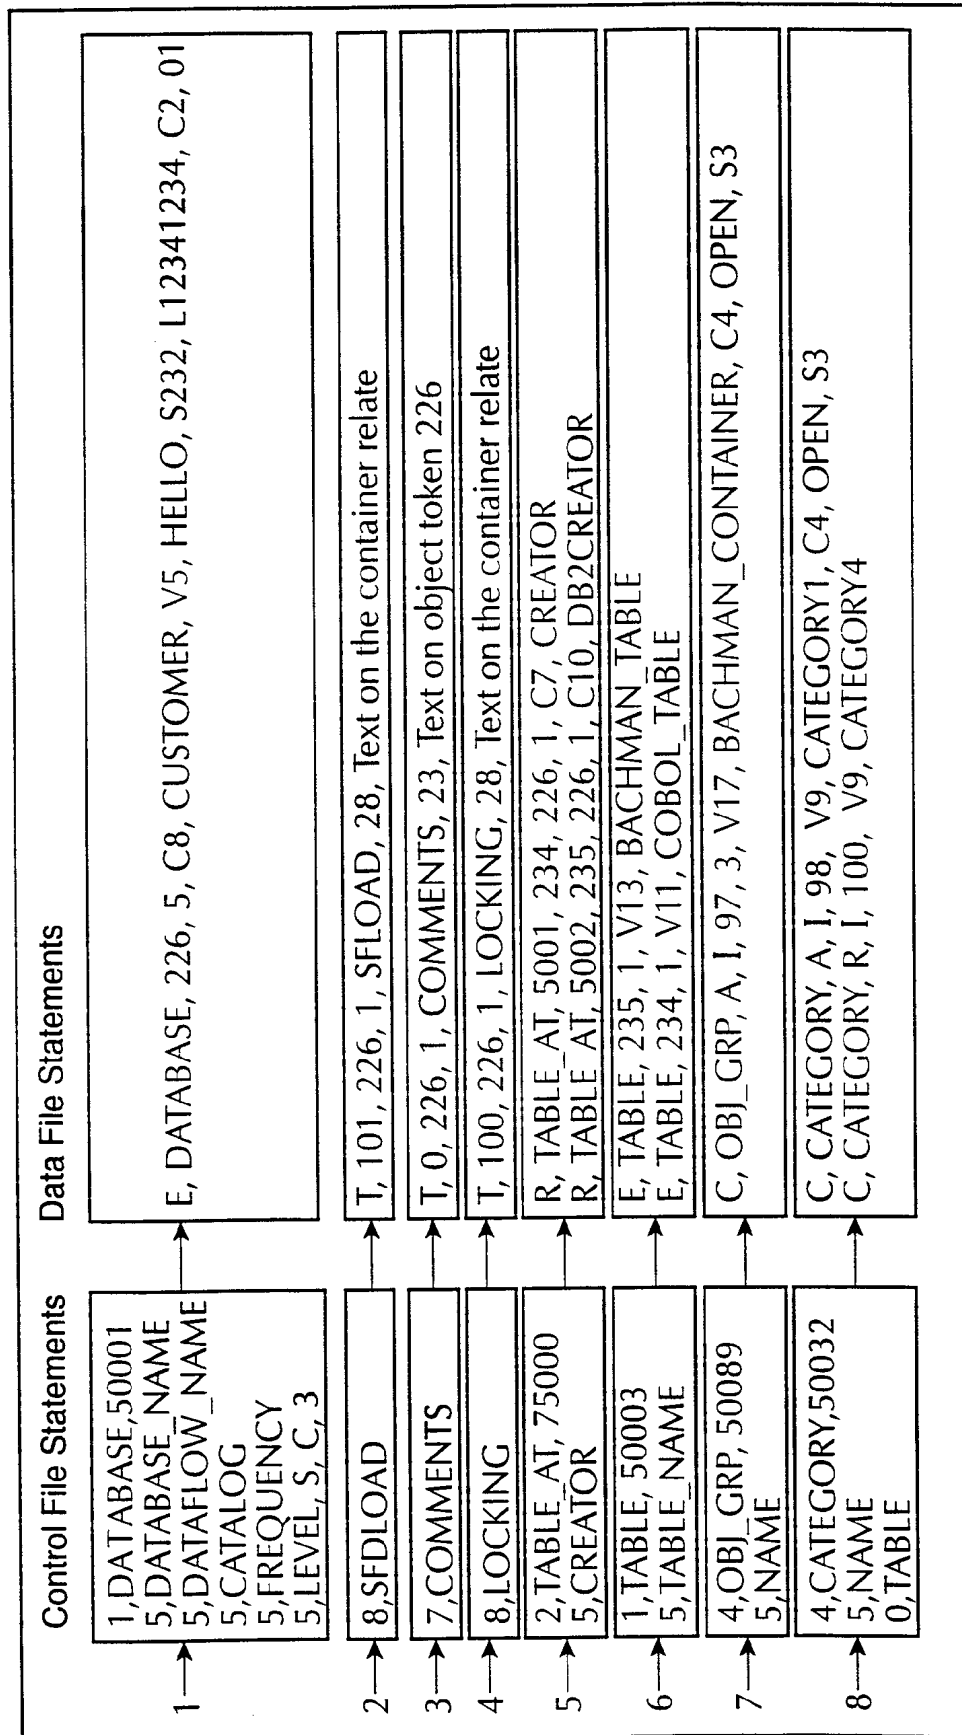 Control File Statements
Data File Statements
1
1,DATABASE,50001
5,DATABASE_NAME
5,DATAFLOW_NAME
5,CATALOG
5,FREQUENCY
5,LEVEL, S, C, 3
E, DATABASE, 226, 5, C8, CUSTOMER, V5, HELLO, S232, L12341234, C2, 01
2
8,SFDLOAD
T, 101, 226, 1, SFLOAD, 28, Text on the container relate
3
7,COMMENTS
T, 0, 226, 1, COMMENTS, 23, Text on object token 226
4
8,LOCKING
T, 100, 226, 1, LOCKING, 28, Text on the container relate
5
2,TABLE_AT, 75000
5,CREATOR
R, TABLE_AT, 5001, 234, 226, 1, C7, CREATOR
R, TABLE_AT, 5002, 235, 226, 1, C10, DB2CREATOR
6
1,TABLE, 50003
5,TABLE_NAME
E, TABLE, 235, 1, V13, BACHMAN_TABLE
E, TABLE, 234, 1, V11, COBOL_TABLE
7
4,OBJ_GRP, 50089
5,NAME
C, OBJ_GRP, A, I, 97, 3, V17, BACHMAN_CONTAINER, C4, OPEN, S3
8
4,CATEGORY,50032
5,NAME
0,TABLE
C, CATEGORY, A, I, 98, V9, CATEGORY1, C4, OPEN, S3
C, CATEGORY, R, I, 100, V9, CATEGORY4